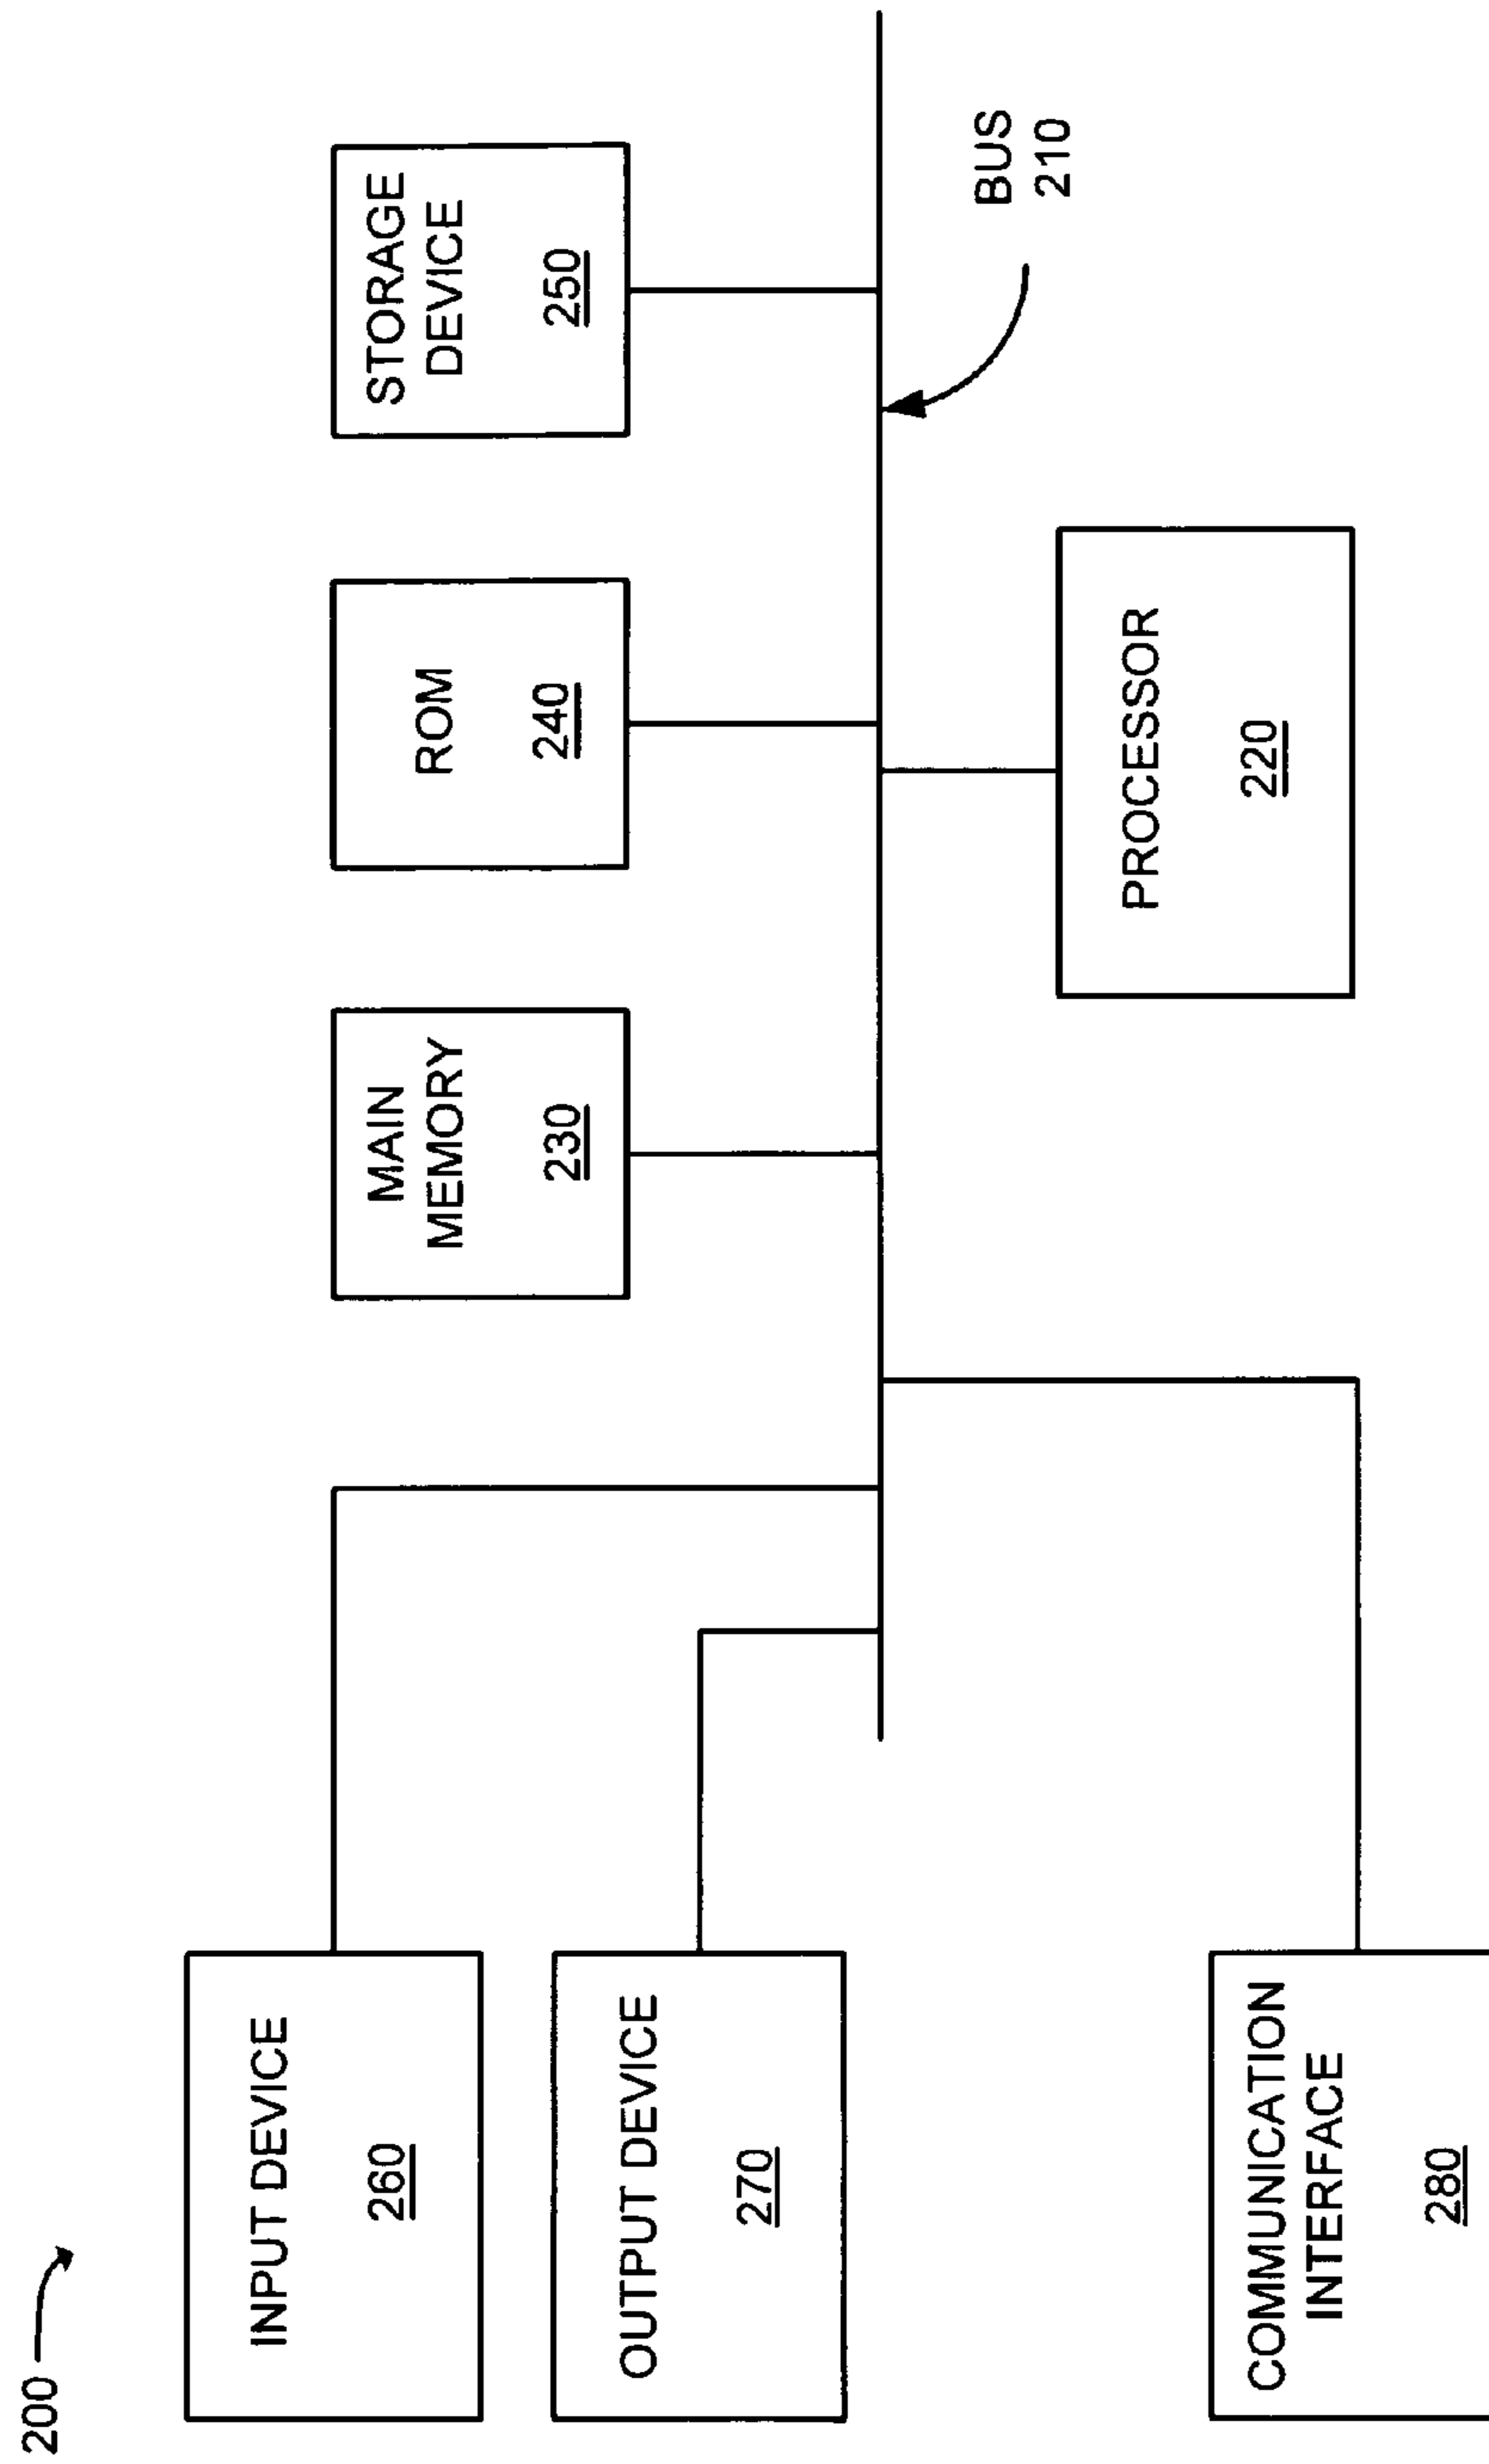 200
MAIN
MEMORY
230
ROM
240
STORAGE
DEVICE
250
INPUT DEVICE
260
OUTPUT DEVICE
270
BUS
210
COMMUNICATION
INTERFACE
280
PROCESSOR
220